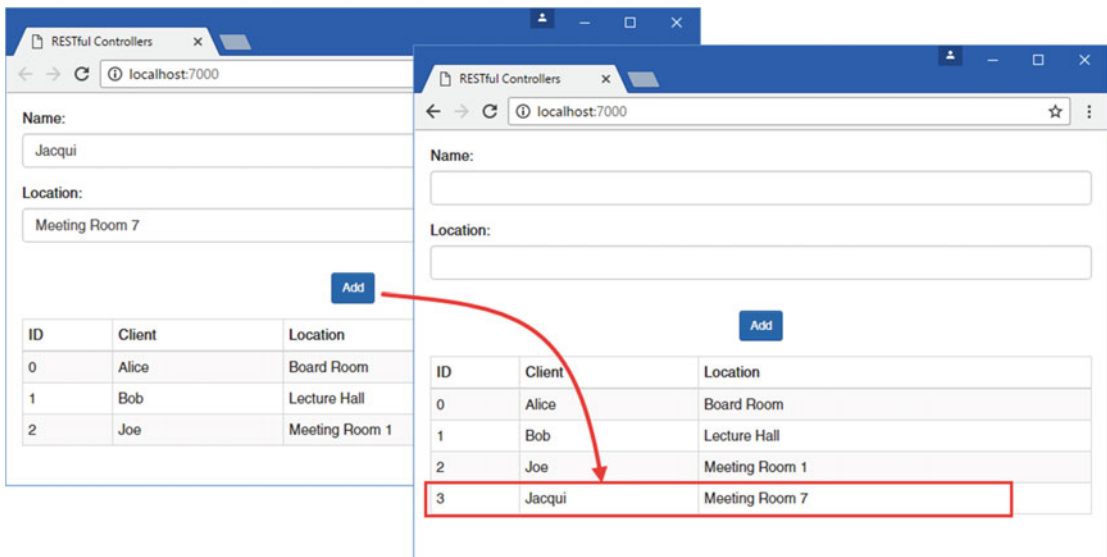 RESTful Controllers
localhost:7000
Name:
Jacqui
Location:
Meeting Room 7
Add
ID Client Location
0 Alice Board Room
1 Bob Lecture Hall
2 Joe Meeting Room 1
RESTful Controllers
localhost:7000
Name:
Location:
Add
ID Client Location
0 Alice Board Room
1 Bob Lecture Hall
2 Joe Meeting Room 1
3 Jacqui Meeting Room 7